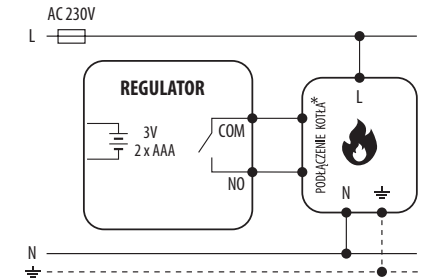 AC 230V
L
REGULATOR
3V
2 x AAA
COM
NO
PODŁĄCZENIE KOTŁA*
L
N
N